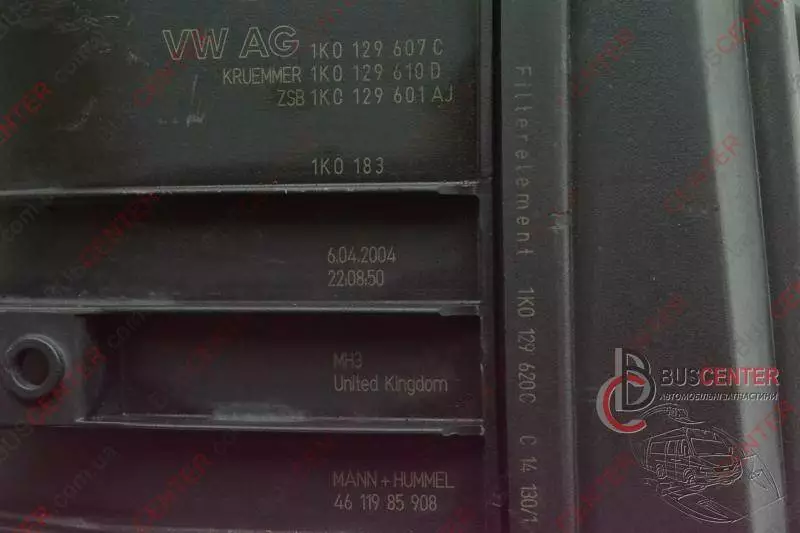 VW AG 1K0 129 607 C
KRUEMMER 1K0 129 610 D
ZSB 1K0 129 601 AJ
1K0 183
6.04.2004
22:08:50
MH3
United Kingdom
MANN+HUMMEL
46 119 85 908
Filterelement 1K0 129 620C C 14 130/1
BUSCENTER
АВТОМОБІЛЬНІ ЗАПЧАСТИНИ